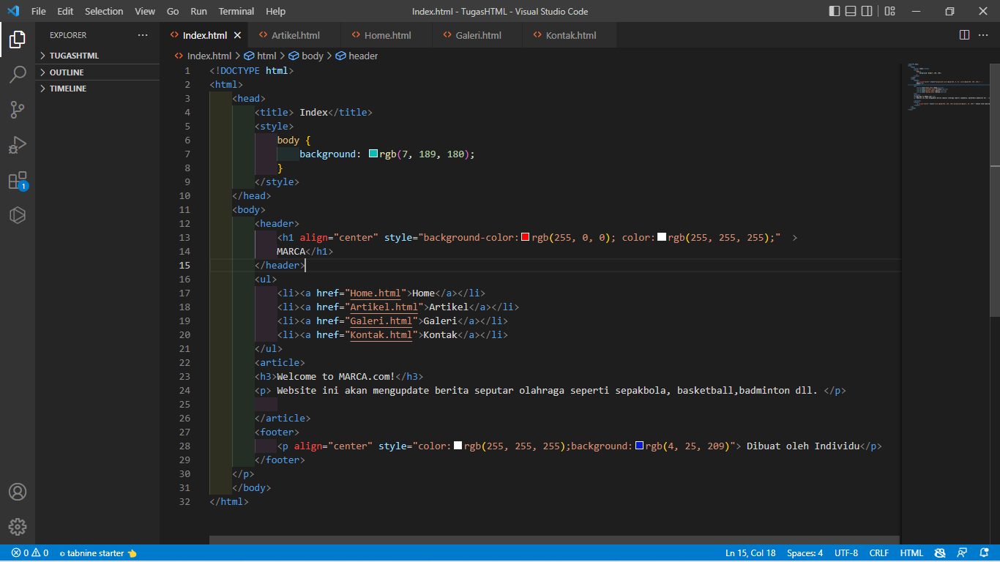 File Edit Selection View Go Run Terminal Help Index.html - TugasHTML - Visual Studio Code
EXPLORER ···
TUGASHTML
OUTLINE
TIMELINE
Index.html Artikel.html Home.html Galeri.html Kontak.html
Index.html > html > body > header
1 <!DOCTYPE html>
2 <html>
3 <head>
4 <title> Index</title>
5 <style>
6 body {
7 background: rgb(7, 189, 180);
8 }
9 </style>
10 </head>
11 <body>
12 <header>
13 <h1 align="center" style="background-color: rgb(255, 0, 0); color: rgb(255, 255, 255);"  >
14 MARCA</h1>
15 </header>
16 <ul>
17 <li><a href="Home.html">Home</a></li>
18 <li><a href="Artikel.html">Artikel</a></li>
19 <li><a href="Galeri.html">Galeri</a></li>
20 <li><a href="Kontak.html">Kontak</a></li>
21 </ul>
22 <article>
23 <h3>Welcome to MARCA.com!</h3>
24 <p> Website ini akan mengupdate berita seputar olahraga seperti sepakbola, basketball,badminton dll. </p>
25
26 </article>
27 <footer>
28 <p align="center" style="color: rgb(255, 255, 255);background: rgb(4, 25, 209)"> Dibuat oleh Individu</p>
29 </footer>
30 </p>
31 </body>
32 </html>
1
0 0 tabnine starter Ln 15, Col 18 Spaces: 4 UTF-8 CRLF HTML